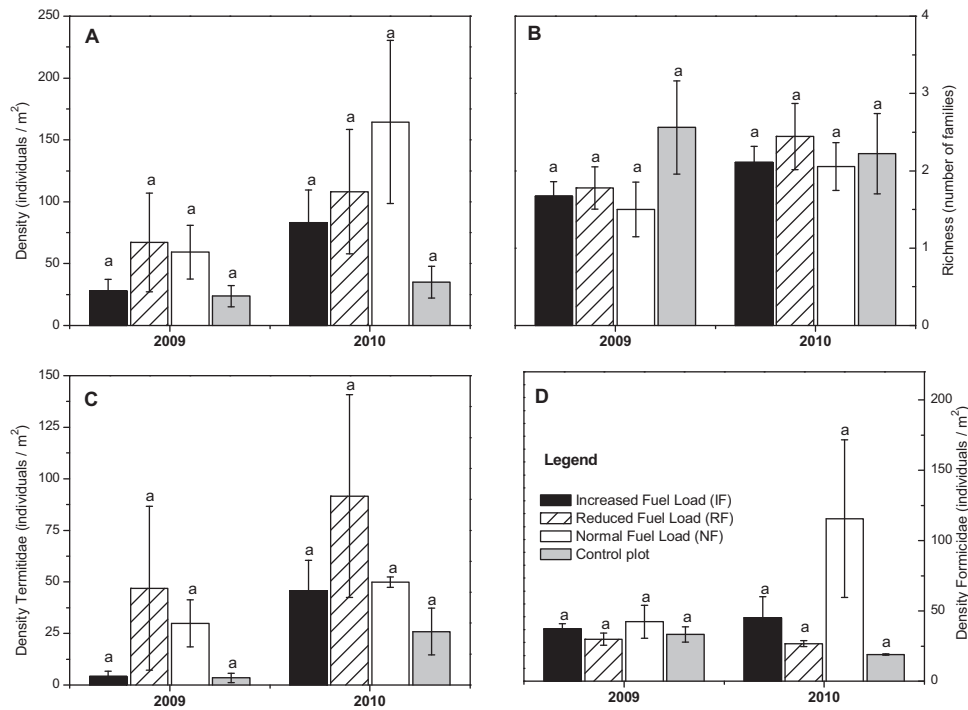 A
Density (individuals / m²)
250
200
150
100
50
0
a
a
a
a
a
a
a
a
2009
2010
B
Richness (number of families)
4
3
2
1
0
a
a
a
a
a
a
a
a
2009
2010
C
Density Termitidae (individuals / m²)
150
125
100
75
50
25
0
a
a
a
a
a
a
a
a
2009
2010
D
Density Formicidae (individuals / m²)
200
150
100
50
0
Legend
Increased Fuel Load (IF)
Reduced Fuel Load (RF)
Normal Fuel Load (NF)
Control plot
a
a
a
a
a
a
a
a
2009
2010